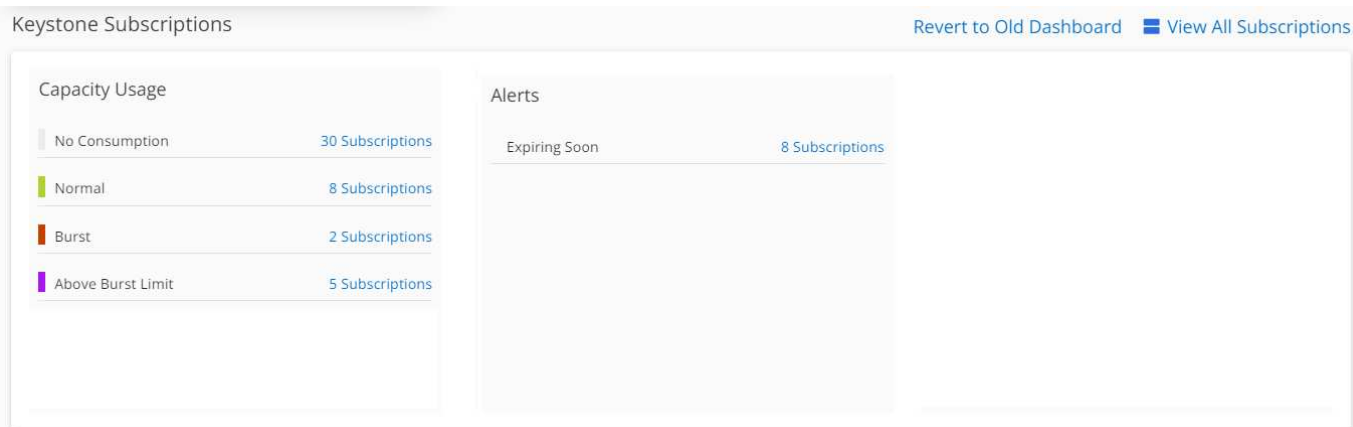 Keystone Subscriptions
Revert to Old Dashboard
View All Subscriptions
Capacity Usage
No Consumption 30 Subscriptions
Normal 8 Subscriptions
Burst 2 Subscriptions
Above Burst Limit 5 Subscriptions
Alerts
Expiring Soon 8 Subscriptions